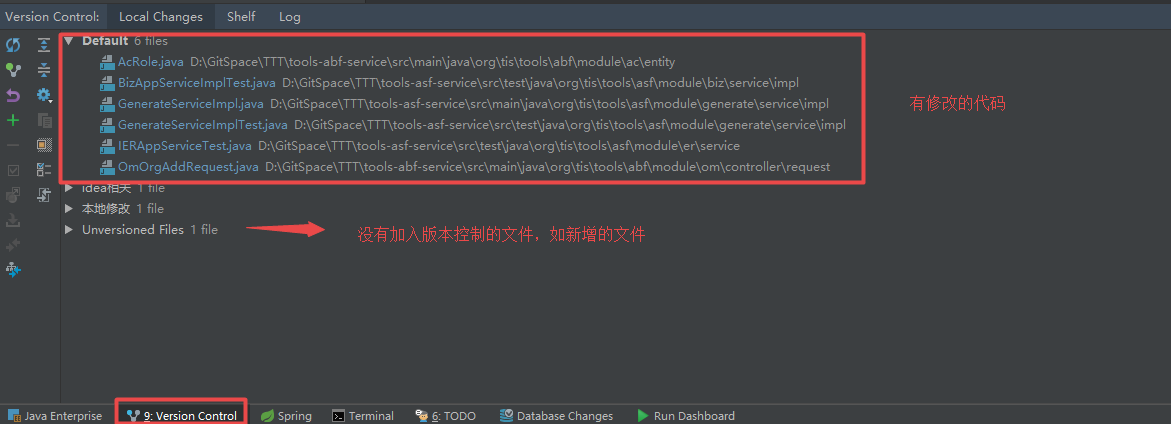 Version Control: Local Changes Shelf Log
Default 6 files
AcRole.java D:\GitSpace\TTT\tools-abf-service\src\main\java\org\tis\tools\abf\module\ac\entity
BizAppServiceImplTest.java D:\GitSpace\TTT\tools-asf-service\src\test\java\org\tis\tools\asf\module\biz\service\impl
GenerateServiceImpl.java D:\GitSpace\TTT\tools-asf-service\src\main\java\org\tis\tools\asf\module\generate\service\impl
有修改的代码
GenerateServiceImplTest.java D:\GitSpace\TTT\tools-asf-service\src\test\java\org\tis\tools\asf\module\generate\service\impl
IERAppServiceTest.java D:\GitSpace\TTT\tools-asf-service\src\test\java\org\tis\tools\asf\module\er\service
OmOrgAddRequest.java D:\GitSpace\TTT\tools-abf-service\src\main\java\org\tis\tools\abf\module\om\controller\request
idea相关 1 file
本地修改 1 file
Unversioned Files 1 file
没有加入版本控制的文件，如新增的文件
Java Enterprise 9: Version Control Spring Terminal 6: TODO Database Changes Run Dashboard